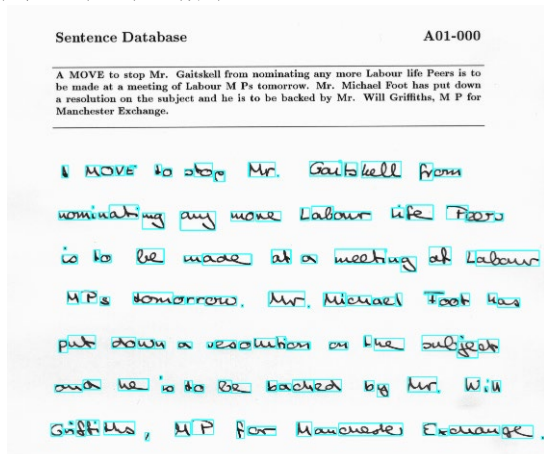 Sentence Database A01-000
A MOVE to stop Mr. Gaitskell from nominating any more Labour life Peers is to
be made at a meeting of Labour M Ps tomorrow. Mr. Michael Foot has put down
a resolution on the subject and he is to be backed by Mr. Will Griffiths, M P for
Manchester Exchange.
A MOVE to stop Mr. Gaitskell from
nominating any more Labour life Peers
is to be made at a meeting of Labour
MPs tomorrow. Mr. Michael Foot has
put down a resolution on the subject
and he is to be backed by Mr. Will
Griffiths, MP for Manchester Exchange.